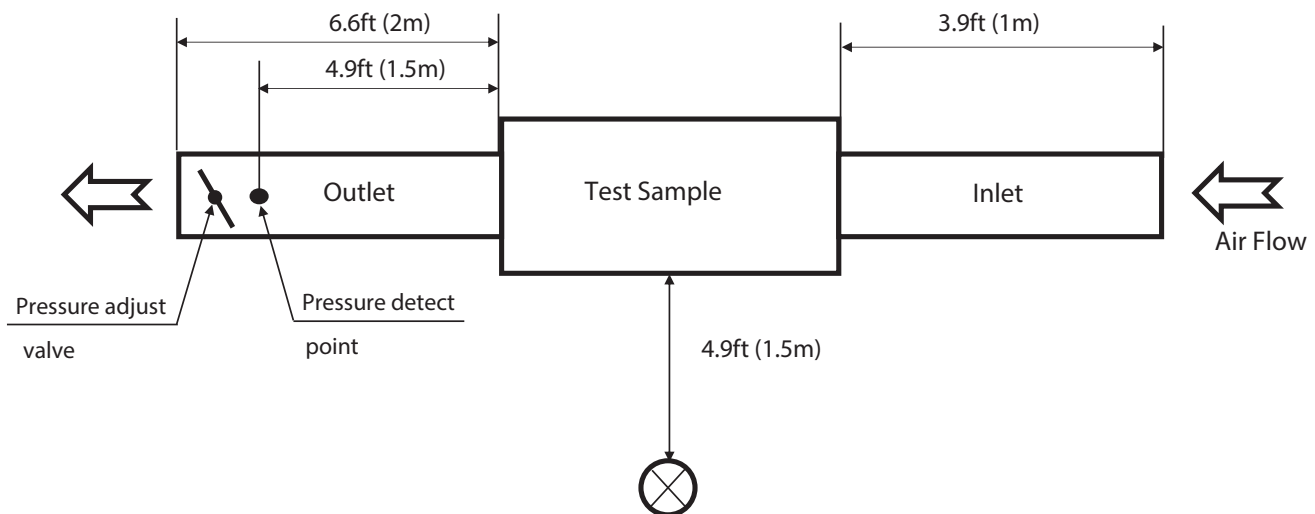 6.6ft (2m)
3.9ft (1m)
4.9ft (1.5m)
Outlet
Test Sample
Inlet
Air Flow
Pressure adjust
valve
Pressure detect
point
4.9ft (1.5m)